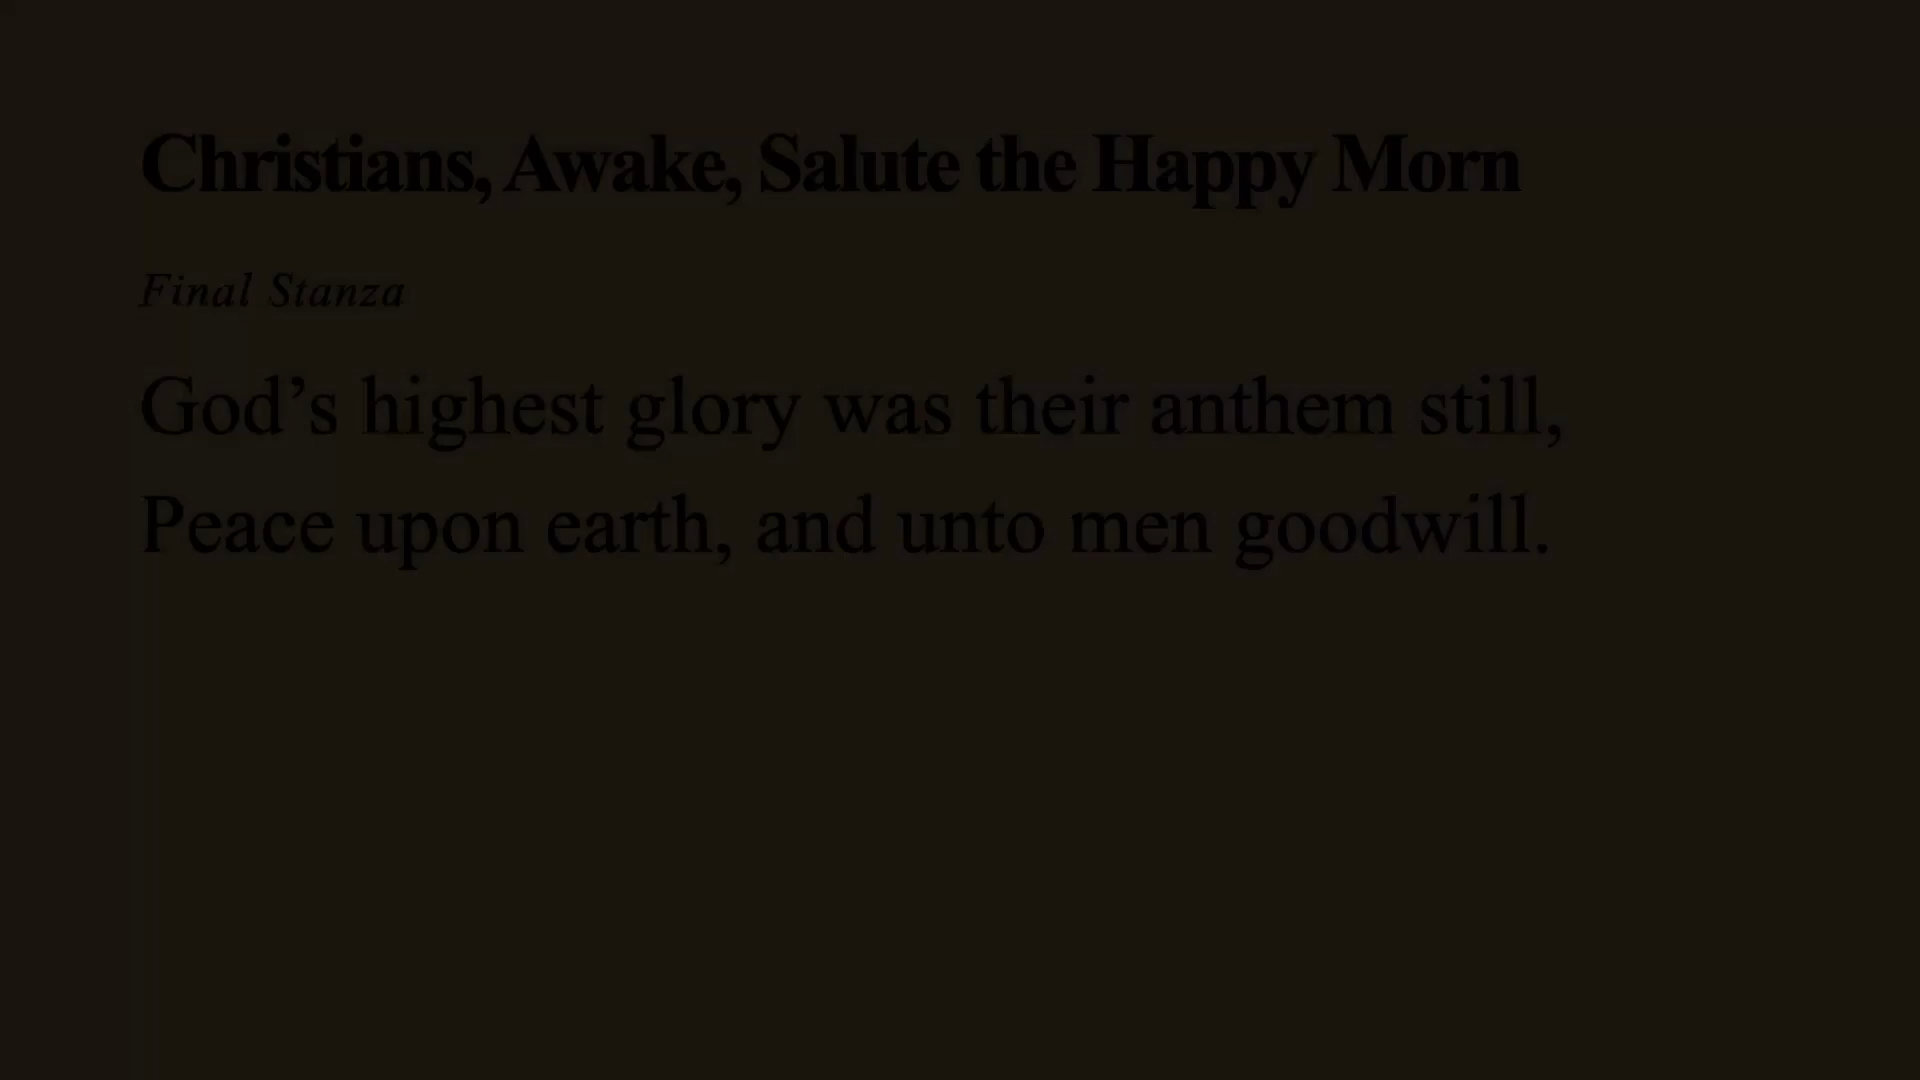 Christians, Awake, Salute the Happy Morn
Final Stanza
God’s highest glory was their anthem still,
Peace upon earth, and unto men goodwill.